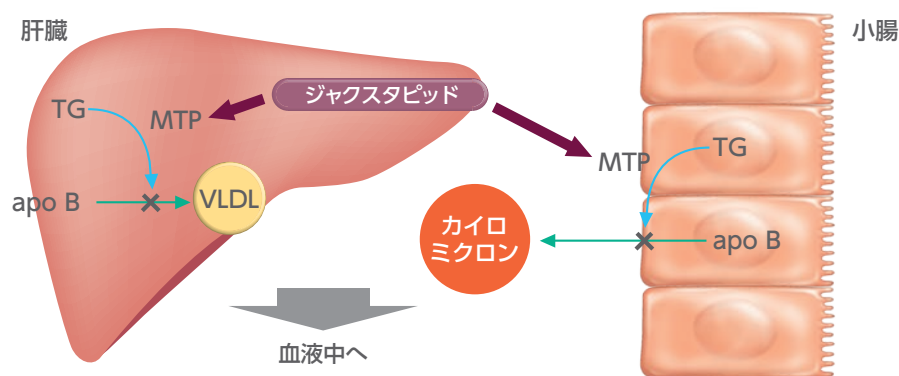 肝臓
小腸
ジャクスタピッド
TG
MTP
apo B
VLDL
MTP
TG
カイロ
ミクロン
apo B
血液中へ